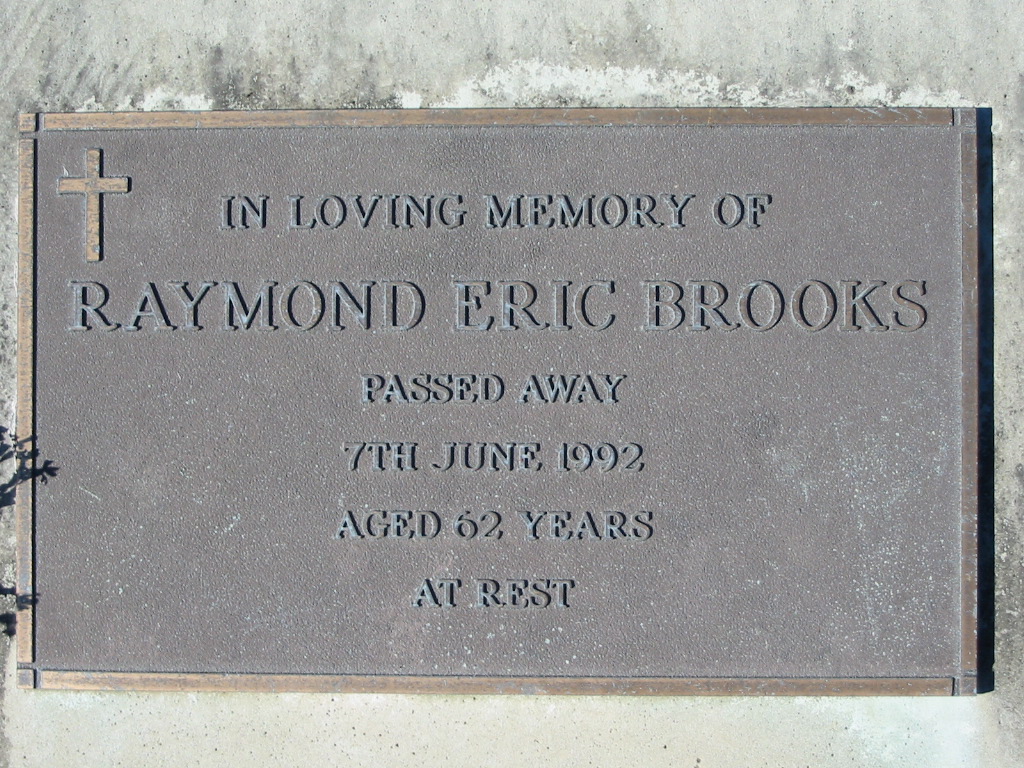 IN LOVING MEMORY OF
RAYMOND ERIC BROOKS
PASSED AWAY
7TH JUNE 1992
AGED 62 YEARS
AT REST